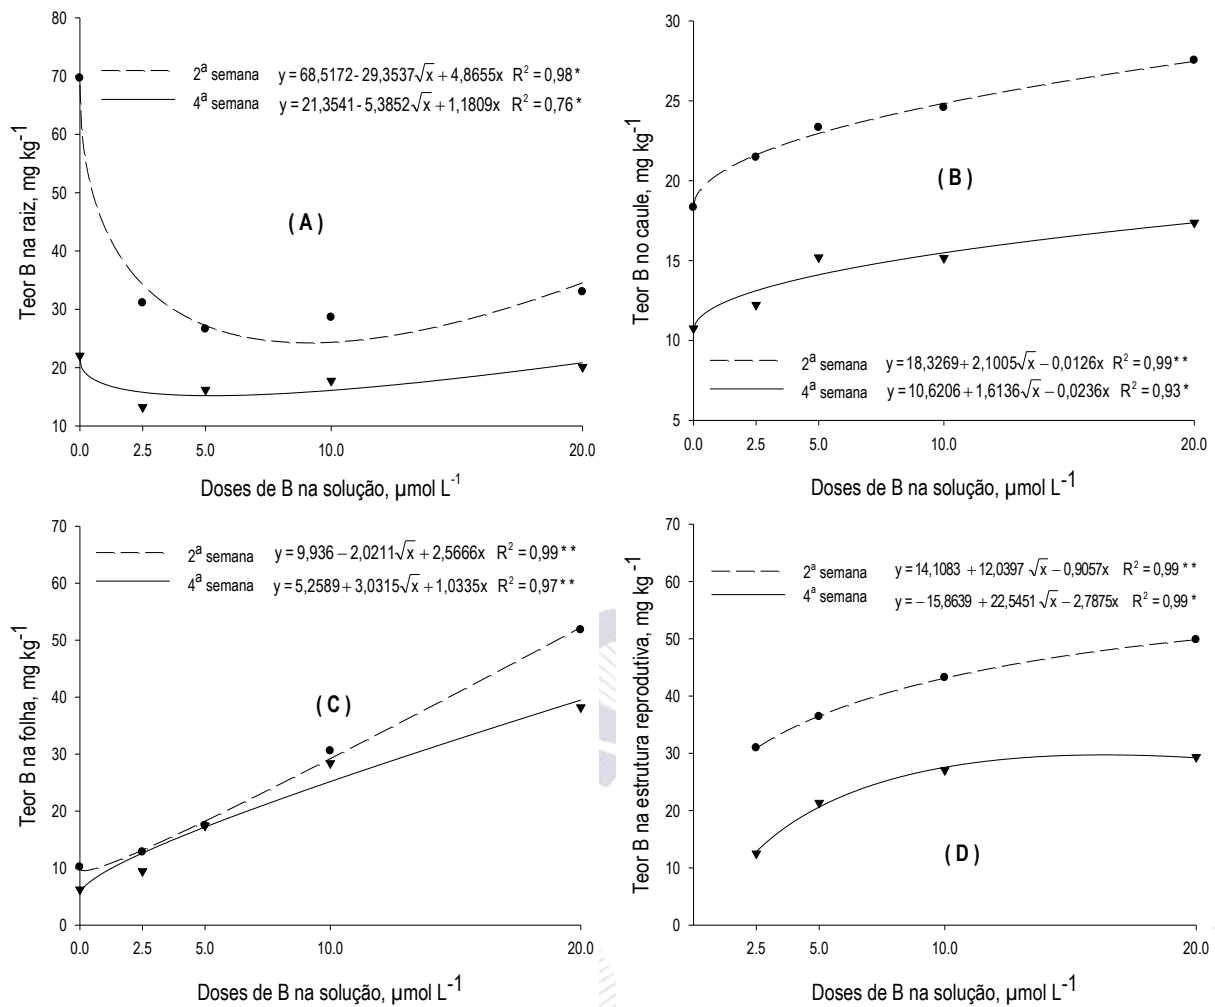 80
70
60
50
40
30
20
10
Teor B na raiz, mg kg-1
2ª semana y = 68,5172 - 29,3537√x + 4,8655x R² = 0,98 *
4ª semana y = 21,3541 - 5,3852√x + 1,1809x R² = 0,76 *
( A )
0.0 2.5 5.0 10.0 20.0
Doses de B na solução, µmol L-1
30
25
20
15
10
5
Teor B no caule, mg kg-1
( B )
2ª semana y = 18,3269 + 2,1005√x − 0,0126x R² = 0,99 **
4ª semana y = 10,6206 + 1,6136√x − 0,0236x R² = 0,93 *
0.0 2.5 5.0 10.0 20.0
Doses de B na solução, µmol L-1
70
60
50
40
30
20
10
0
Teor B na folha, mg kg-1
2ª semana y = 9,936 − 2,0211√x + 2,5666x R² = 0,99 **
4ª semana y = 5,2589 + 3,0315√x + 1,0335x R² = 0,97 **
( C )
0.0 2.5 5.0 10.0 20.0
Doses de B na solução, µmol L-1
70
60
50
40
30
20
10
0
Teor B na estrutura reprodutiva, mg kg-1
2ª semana y = 14,1083 + 12,0397 √x − 0,9057x R² = 0,99 **
4ª semana y = −15,8639 + 22,5451 √x − 2,7875x R² = 0,99 *
( D )
2.5 5.0 10.0 20.0
Doses de B na solução, µmol L-1